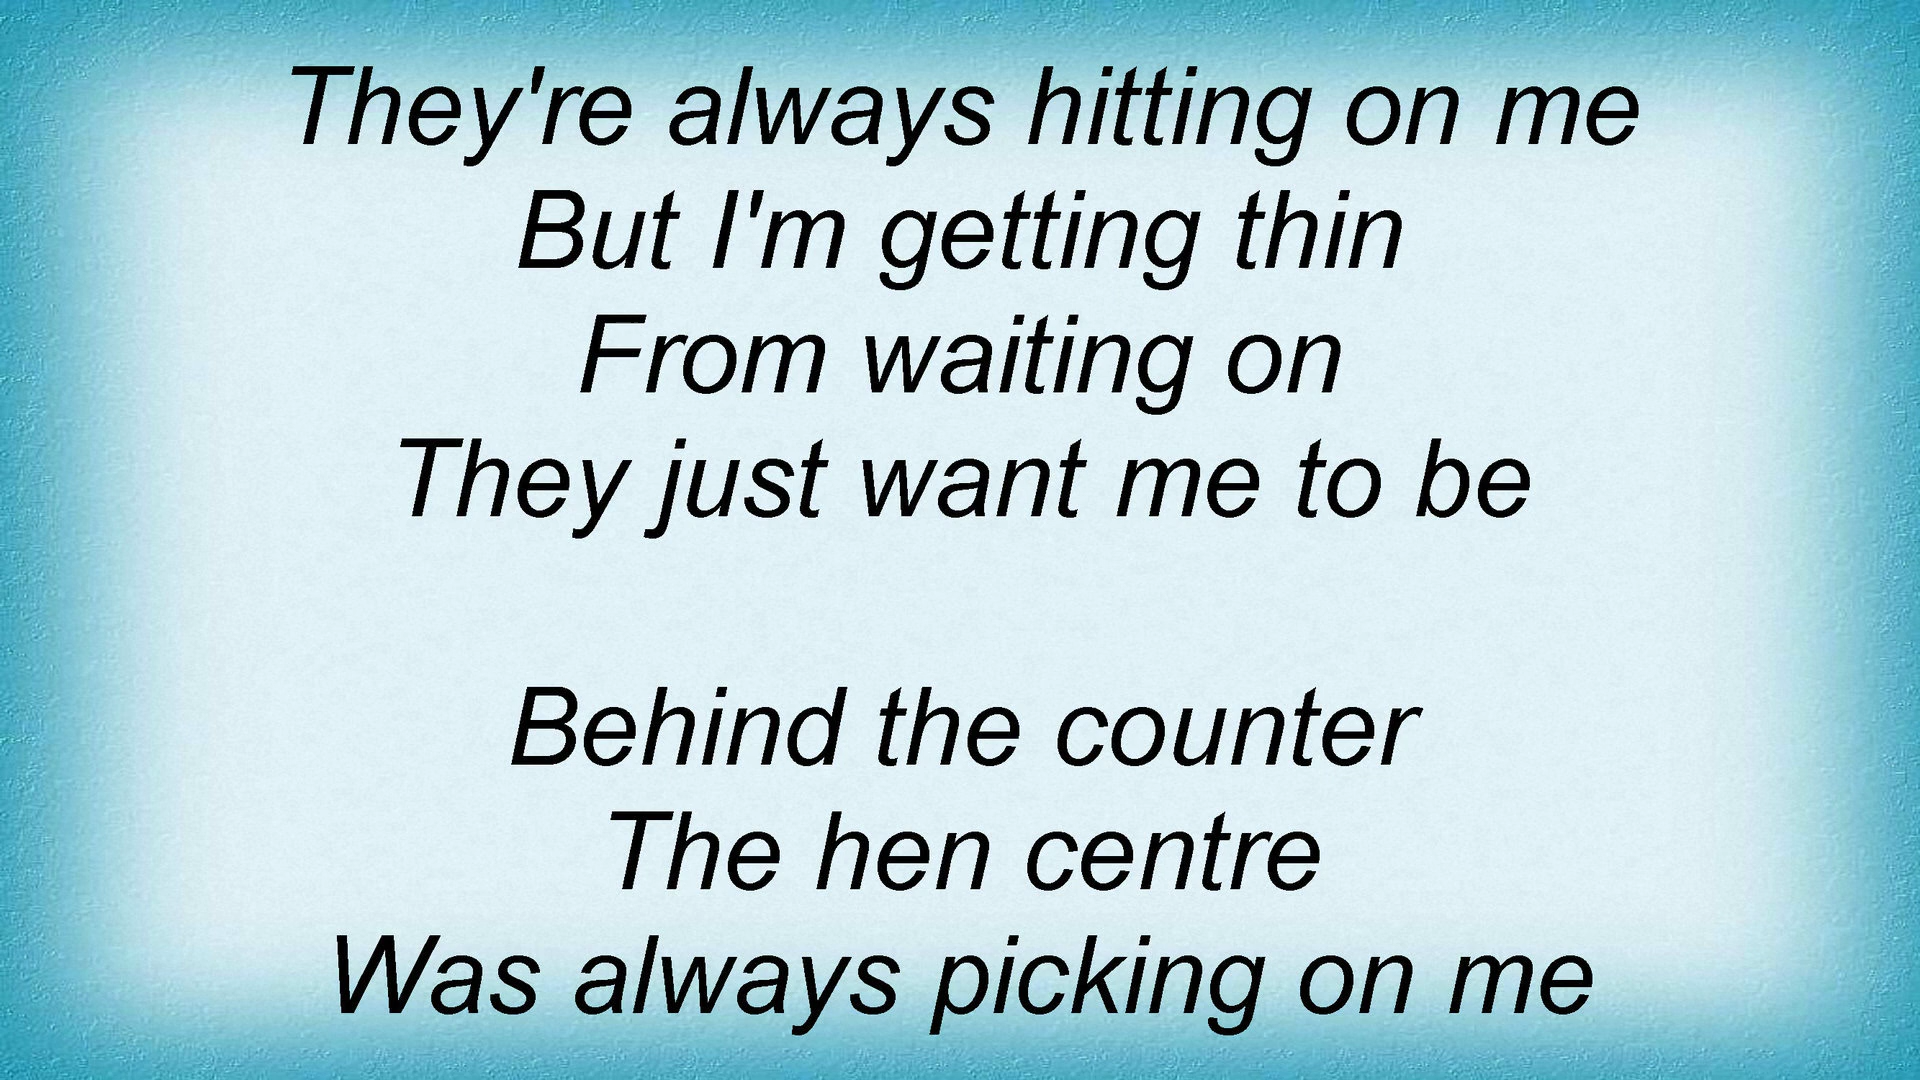 They're always hitting on me
But I'm getting thin
From waiting on
They just want me to be
Behind the counter
The hen centre
Was always picking on me